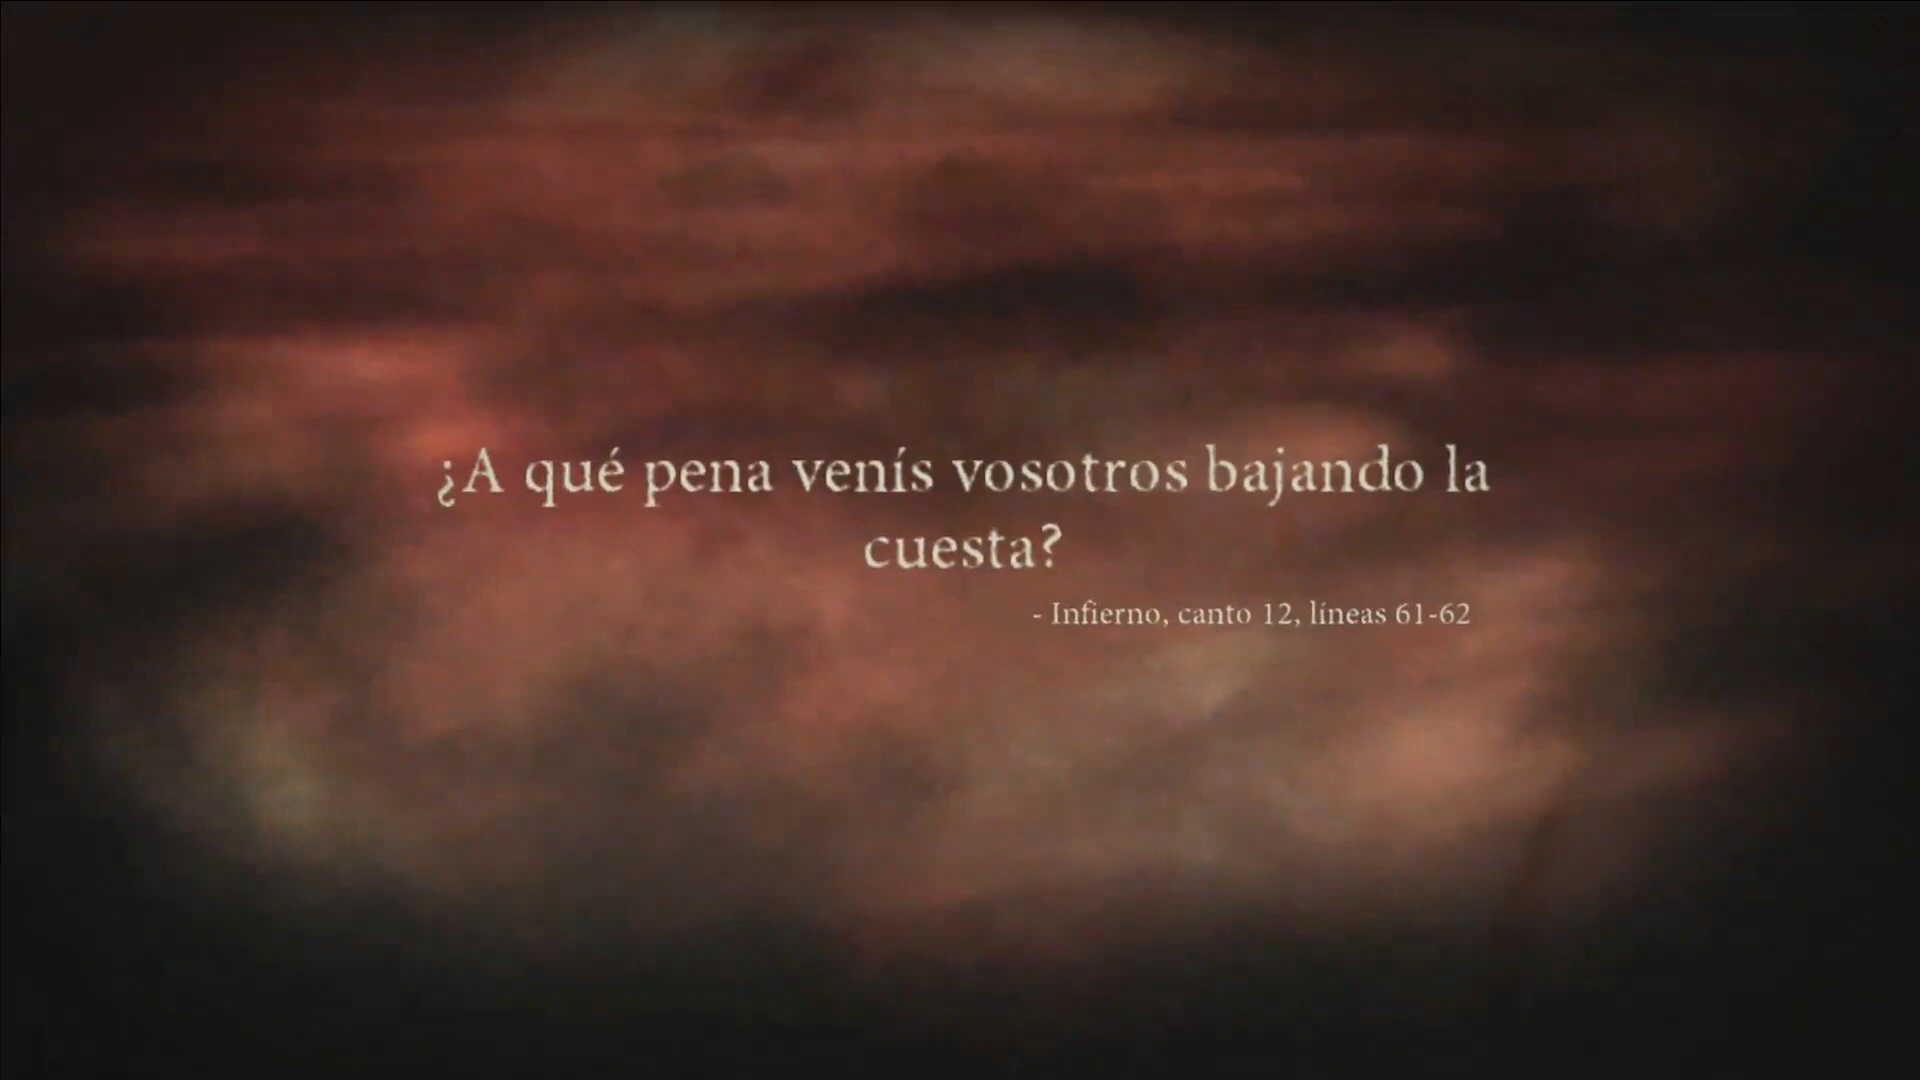 ¿A qué pena venís vosotros bajando la
cuesta?
- Infierno, canto 12, líneas 61-62